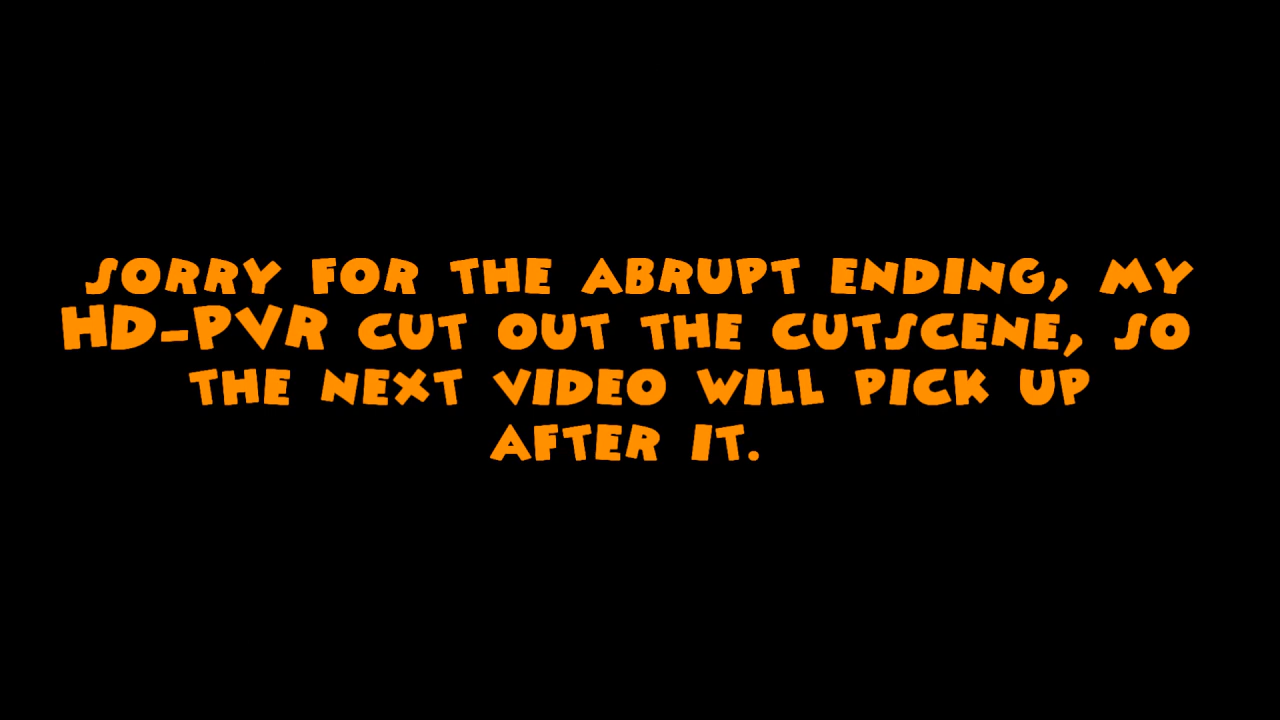 SORRY FOR THE ABRUPT ENDING, MY
HD-PVR CUT OUT THE CUTSCENE, SO
THE NEXT VIDEO WILL PICK UP
AFTER IT.